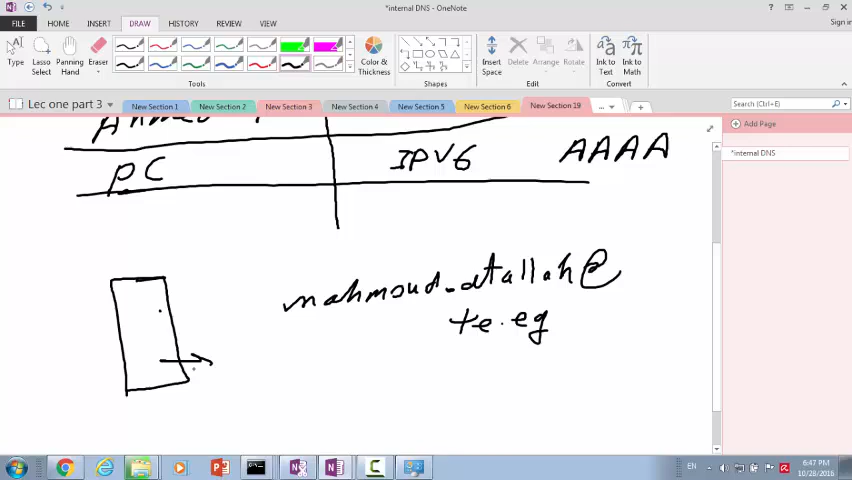 *internal DNS - OneNote
FILE HOME INSERT DRAW HISTORY REVIEW VIEW
Sign in
Type Lasso Select Panning Hand Eraser Color & Thickness Insert Space Delete Arrange Rotate Ink to Text Ink to Math
Tools Shapes Edit Convert
Lec one part 3 New Section 1 New Section 2 New Section 3 New Section 4 New Section 5 New Section 6 New Section 19 ... + Search (Ctrl+E)
Add Page
*internal DNS
PC IPV6 AAAA
mahmoud-atallah@
te.eg
EN
6:47 PM
10/28/2016